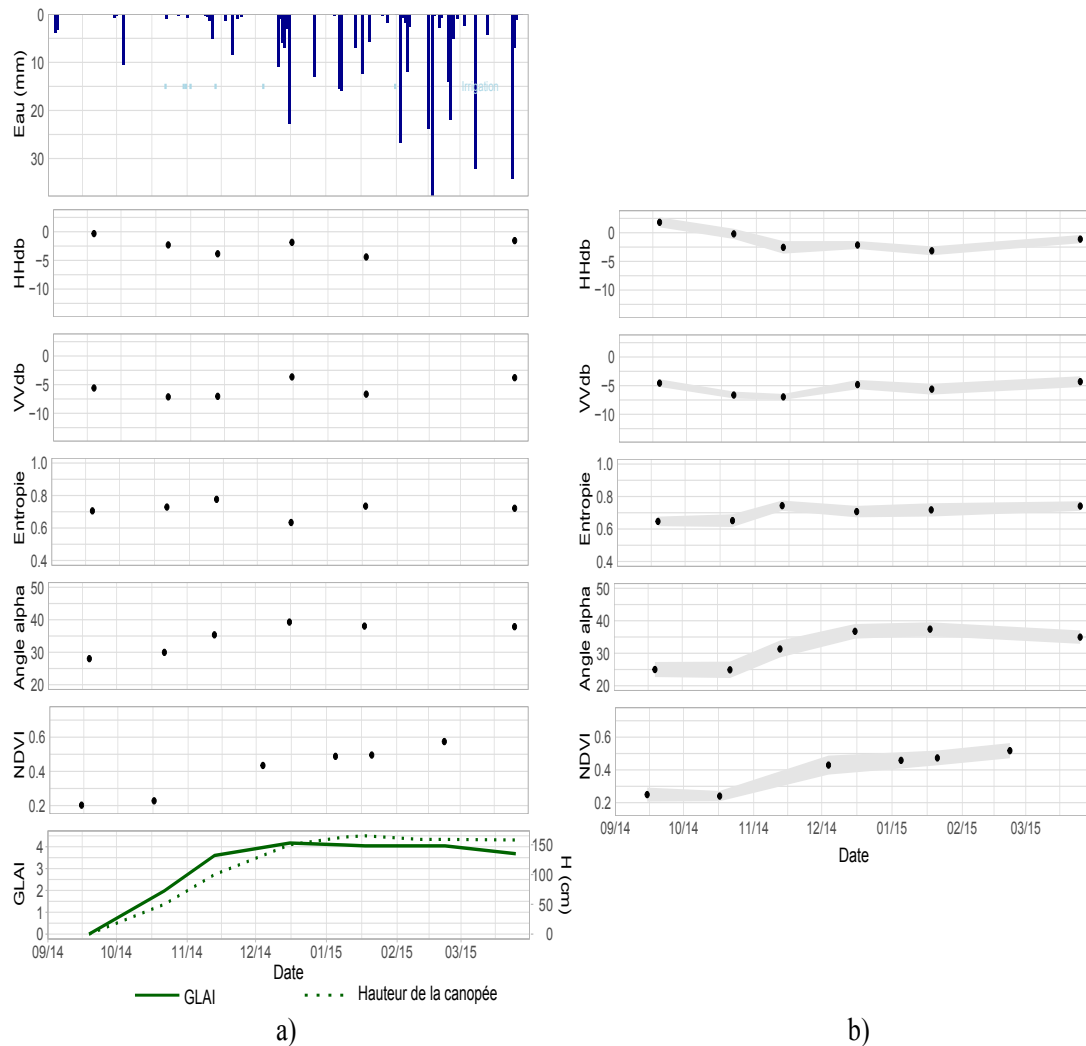 Eau (mm)
0
10
20
30
Irrigation
HHdb
0
−5
−10
VVdb
0
−5
−10
Entropie
1.0
0.8
0.6
0.4
Angle alpha
50
40
30
20
NDVI
0.6
0.4
0.2
GLAI
4
3
2
1
0
H (cm)
150
100
50
0
09/14 10/14 11/14 12/14 01/15 02/15 03/15
Date
GLAI Hauteur de la canopée
a)
HHdb
0
−5
−10
VVdb
0
−5
−10
Entropie
1.0
0.8
0.6
0.4
Angle alpha
50
40
30
20
NDVI
0.6
0.4
0.2
09/14 10/14 11/14 12/14 01/15 02/15 03/15
Date
b)